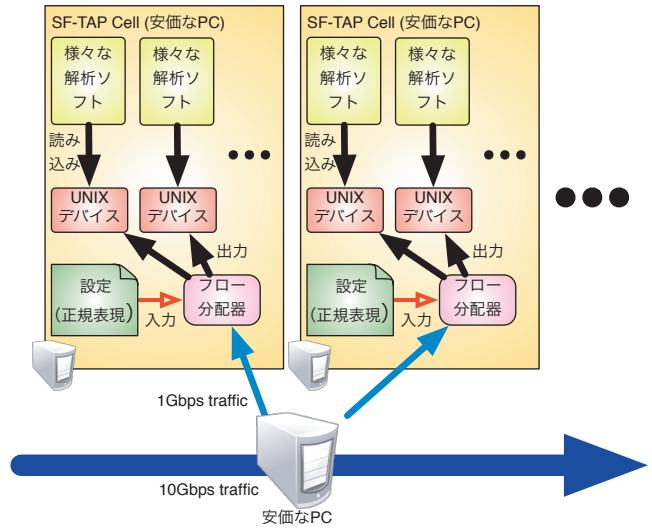 SF-TAP Cell (安価なPC)
様々な
解析ソ
フト
様々な
解析ソ
フト
読み
込み
UNIX
デバイス
UNIX
デバイス
出力
設定
(正規表現)
入力
フロー
分配器
SF-TAP Cell (安価なPC)
様々な
解析ソ
フト
様々な
解析ソ
フト
UNIX
デバイス
UNIX
デバイス
出力
設定
(正規表現)
入力
フロー
分配器
1Gbps traffic
10Gbps traffic
安価なPC